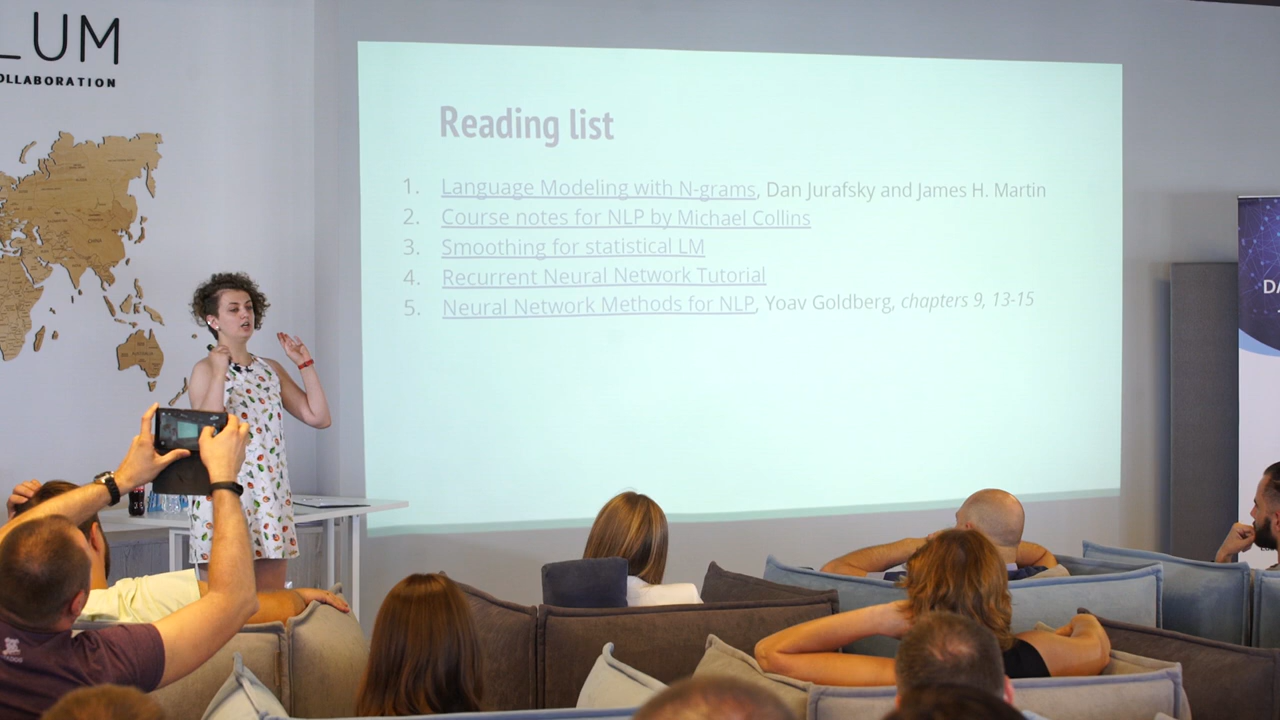 LUM
OLLABORATION
Reading list
1. Language Modeling with N-grams, Dan Jurafsky and James H. Martin
2. Course notes for NLP by Michael Collins
3. Smoothing for statistical LM
4. Recurrent Neural Network Tutorial
5. Neural Network Methods for NLP, Yoav Goldberg, chapters 9, 13-15
DA
AUSTRALIA